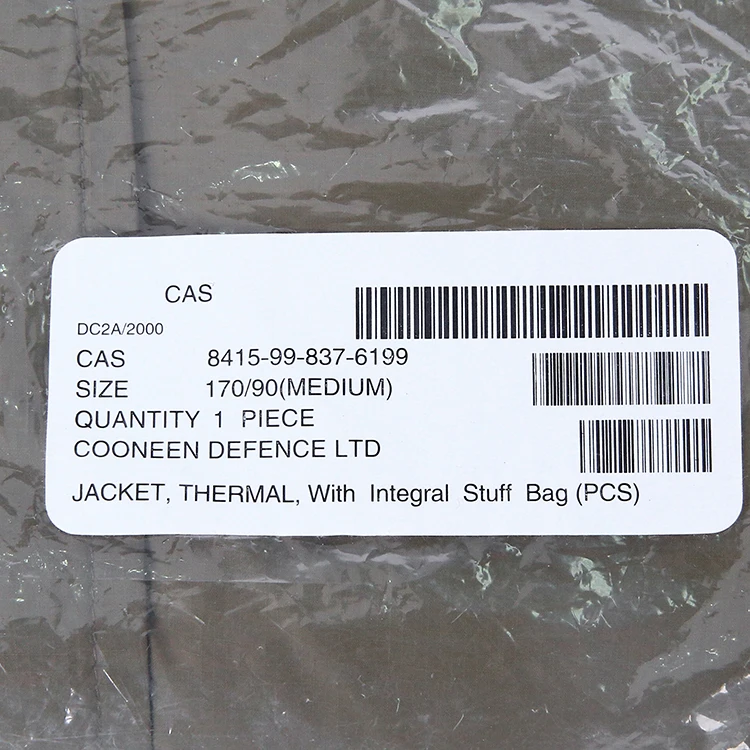 CAS
DC2A/2000
CAS 8415-99-837-6199
SIZE 170/90(MEDIUM)
QUANTITY 1 PIECE
COONEEN DEFENCE LTD
JACKET, THERMAL, With Integral Stuff Bag (PCS)